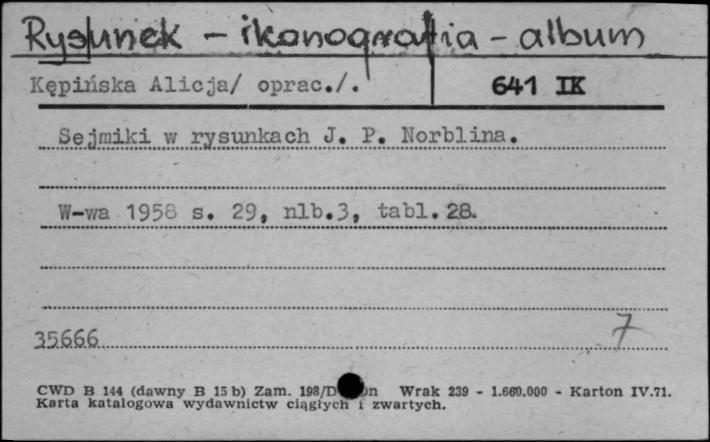 Rysunek - ikonografia - album
Kępińska Alicja/ oprac./.
641 IK
Sejmiki w rysunkach J. P. Norblina.
W-wa 1958 s. 29, nlb.3, tabl. 28.
35666
7
CWD B 144 (dawny B 15 b) Zam. 198/D Wrak 239 - 1.660.000 - Karton IV.71.
Karta katalogowa wydawnictw ciągłych i zwartych.